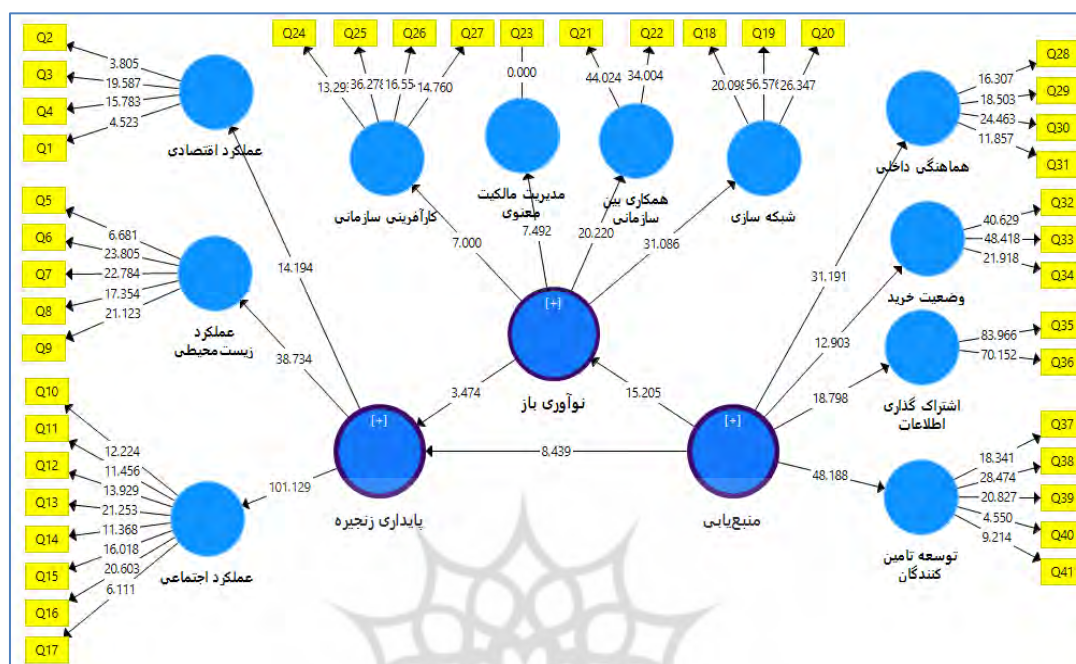 Q24
Q25
Q26
Q27
Q23
Q21
Q22
Q18
Q19
Q20
13.29
36.278
16.55
14.760
0.000
44.024
34.004
20.09
56.576
26.347
Q2
Q3
Q4
Q1
3.805
19.587
15.783
4.523
عملکرد اقتصادی
کارآفرینی سازمانی
مدیریت مالکیت
معنوی
همکاری بین
سازمانی
شبکه سازی
Q28
Q29
Q30
Q31
16.307
18.503
24.463
11.857
هماهنگی داخلی
Q5
Q6
Q7
Q8
Q9
6.681
23.805
22.784
17.354
21.123
عملکرد
زیست‌محیطی
14.194
7.000
7.492
20.220
31.086
31.191
Q32
Q33
Q34
40.629
48.418
21.918
وضعیت خرید
38.734
[+]
نوآوری باز
12.903
Q35
Q36
83.966
70.152
اشتراک گذاری
اطلاعات
3.474
15.205
18.798
Q10
Q11
Q12
Q13
Q14
Q15
Q16
Q17
12.224
11.456
13.929
21.253
11.368
16.018
20.603
6.111
عملکرد اجتماعی
101.129
[+]
پایداری زنجیره
8.439
[+]
منبع‌یابی
48.188
Q37
Q38
Q39
Q40
Q41
18.341
28.474
20.827
4.550
9.214
توسعه تامین
کنندگان